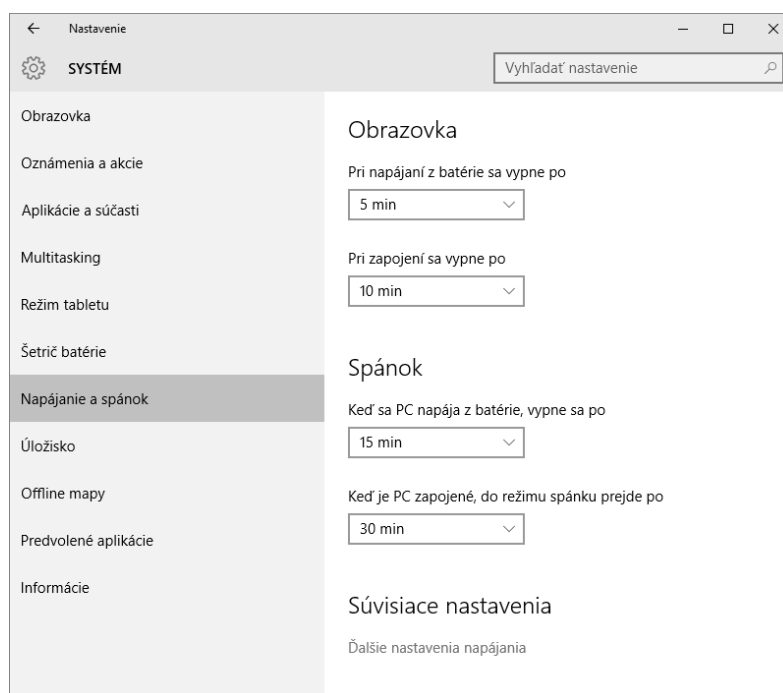 Nastavenie
SYSTÉM
Vyhľadať nastavenie
Obrazovka
Oznámenia a akcie
Aplikácie a súčasti
Multitasking
Režim tabletu
Šetrič batérie
Napájanie a spánok
Úložisko
Offline mapy
Predvolené aplikácie
Informácie
Obrazovka
Pri napájaní z batérie sa vypne po
5 min
Pri zapojení sa vypne po
10 min
Spánok
Keď sa PC napája z batérie, vypne sa po
15 min
Keď je PC zapojené, do režimu spánku prejde po
30 min
Súvisiace nastavenia
Ďalšie nastavenia napájania